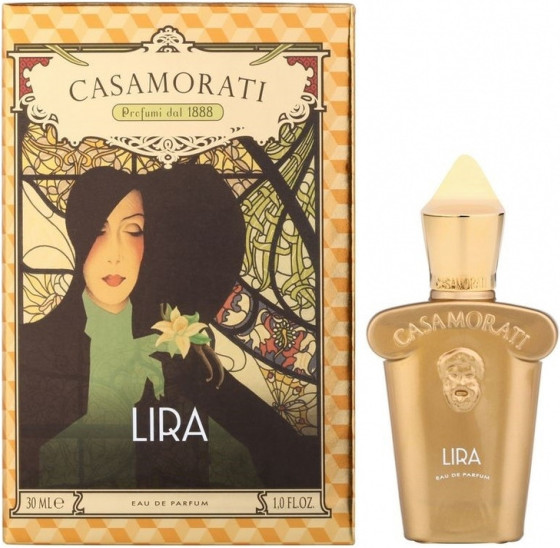 CASAMORATI
Profumi dal 1888
LIRA
30 ML℮
EAU DE PARFUM
1.0 FL.OZ.
CASAMORATI
CASAMORATI
LIRA
EAU DE PARFUM